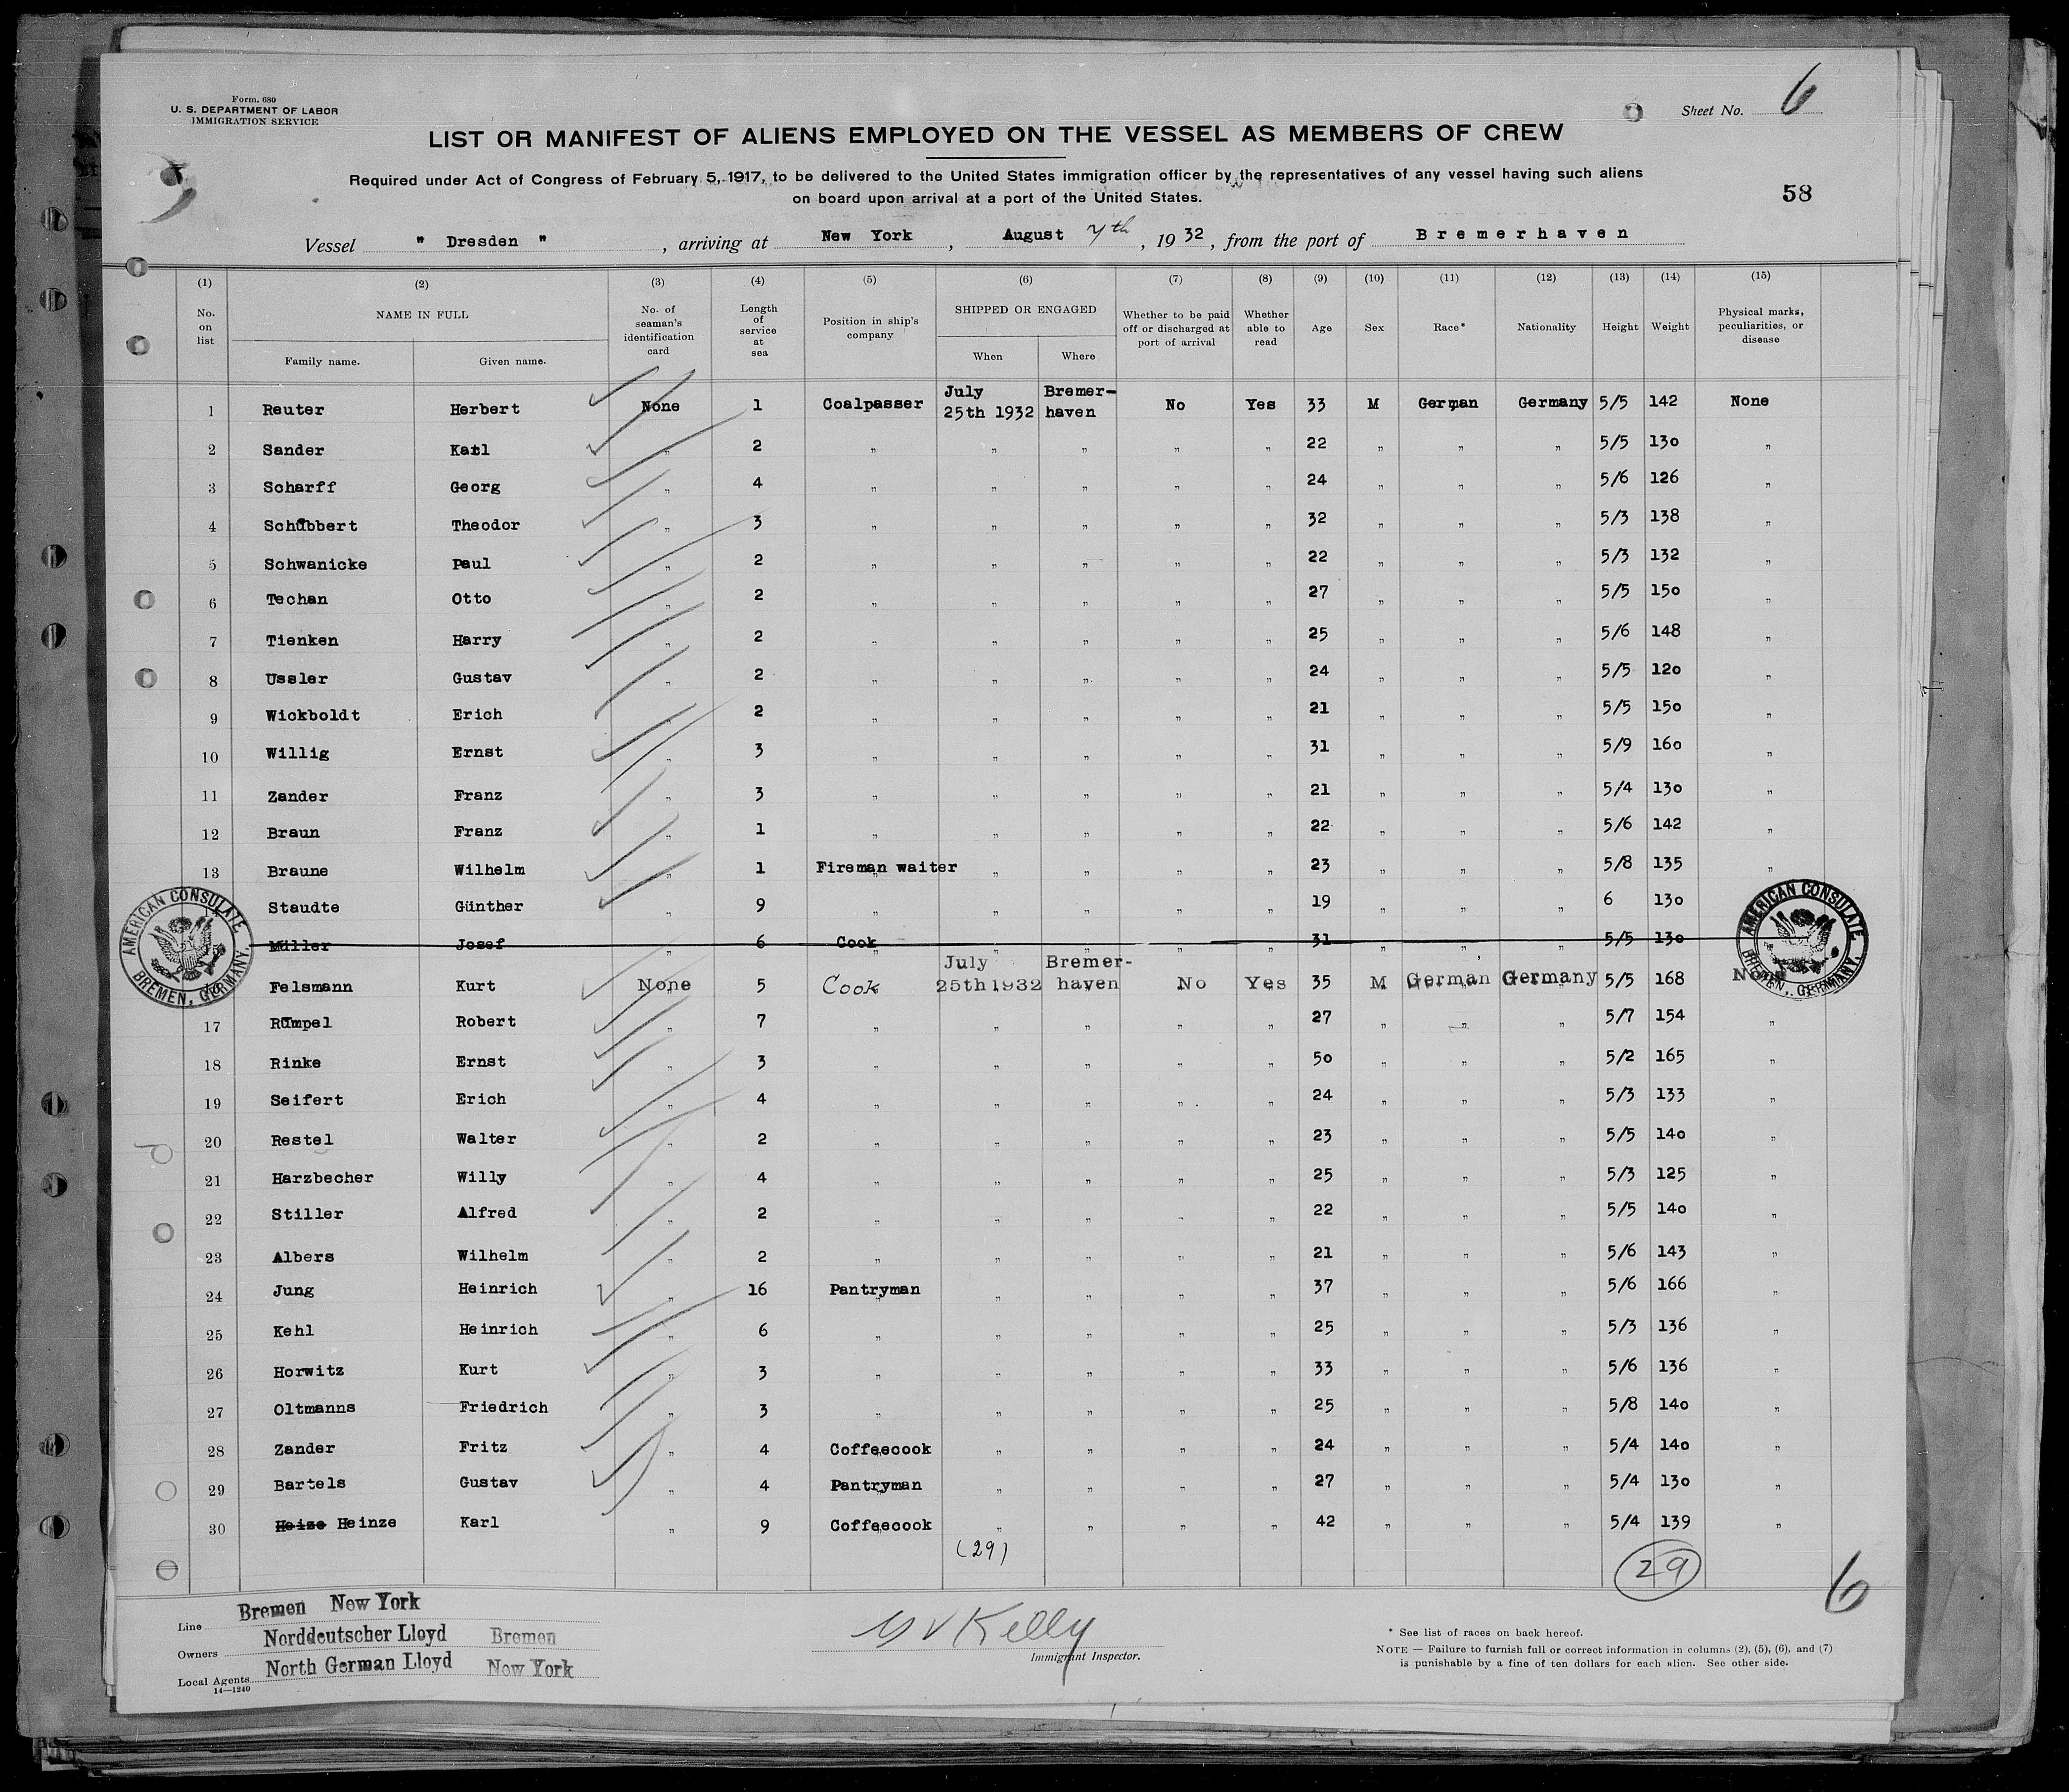 Form. 680
U. S. DEPARTMENT OF LABOR
IMMIGRATION SERVICE
Sheet No. 6
LIST OR MANIFEST OF ALIENS EMPLOYED ON THE VESSEL AS MEMBERS OF CREW
Required under Act of Congress of February 5, 1917, to be delivered to the United States immigration officer by the representatives of any vessel having such aliens
on board upon arrival at a port of the United States.
58
Vessel " Dresden " , arriving at New York , August 7th , 19 32 , from the port of Bremerhaven
(1) (2) (3) (4) (5) (6) (7) (8) (9) (10) (11) (12) (13) (14) (15)
No. on list NAME IN FULL Family name. Given name. No. of seaman's identification card Length of service at sea Position in ship's company SHIPPED OR ENGAGED When Where Whether to be paid off or discharged at port of arrival Whether able to read Age Sex Race* Nationality Height Weight Physical marks, peculiarities, or disease
1 Reuter Herbert None 1 Coalpasser July 25th 1932 Bremer-haven No Yes 33 M German Germany 5/5 142 None
2 Sander Karl " 2 " " " " " 22 " " " 5/5 130 "
3 Scharff Georg " 4 " " " " " 24 " " " 5/6 126 "
4 Schübbert Theodor " 3 " " " " " 32 " " " 5/3 138 "
5 Schwanicke Paul " 2 " " " " " 22 " " " 5/3 132 "
6 Techan Otto " 2 " " " " " 27 " " " 5/5 150 "
7 Tienken Harry " 2 " " " " " 25 " " " 5/6 148 "
8 Ussler Gustav " 2 " " " " " 24 " " " 5/5 120 "
9 Wickboldt Erich " 2 " " " " " 21 " " " 5/5 150 "
10 Willig Ernst " 3 " " " " " 31 " " " 5/9 160 "
11 Zander Franz " 3 " " " " " 21 " " " 5/4 130 "
12 Braun Franz " 1 " " " " " 22 " " " 5/6 142 "
13 Braune Wilhelm " 1 Fireman waiter " " " " 23 " " " 5/8 135 "
14 Staudte Günther " 9 " " " " " 19 " " " 6 130 "
15 Müller Josef 6 Cook " " " " 31 " " " 5/5 130
16 Felsmann Kurt None 5 Cook July 25th 1932 Bremer-haven No Yes 35 M German Germany 5/5 168 None
17 Rümpel Robert " 7 " " " " " 27 " " " 5/7 154 "
18 Rinke Ernst " 3 " " " " " 50 " " " 5/2 165 "
19 Seifert Erich " 4 " " " " " 24 " " " 5/3 133 "
20 Restel Walter " 2 " " " " " 23 " " " 5/5 140 "
21 Harzbecher Willy " 4 " " " " " 25 " " " 5/3 125 "
22 Stiller Alfred " 2 " " " " " 22 " " " 5/5 140 "
23 Albers Wilhelm " 2 " " " " " 21 " " " 5/6 143 "
24 Jung Heinrich " 16 Pantryman " " " " 37 " " " 5/6 166 "
25 Kehl Heinrich " 6 " " " " " 25 " " " 5/3 136 "
26 Horwitz Kurt " 3 " " " " " 33 " " " 5/6 136 "
27 Oltmanns Friedrich " 3 " " " " " 25 " " " 5/8 140 "
28 Zander Fritz " 4 Coffeecook " " " " 24 " " " 5/4 140 "
29 Bartels Gustav " 4 Pantryman " " " " 27 " " " 5/4 130 "
30 Heize Heinze Karl " 9 Coffeecook " " " " 42 " " " 5/4 139 "
(29)
29
6
AMERICAN CONSULATE
BREMEN, GERMANY.
AMERICAN CONSULATE
BREMEN, GERMANY.
Line Bremen New York
Owners Norddeutscher Lloyd Bremen
Local Agents North German Lloyd New York
14—1240
Kelly
Immigrant Inspector.
* See list of races on back hereof.
NOTE — Failure to furnish full or correct information in columns (2), (5), (6), and (7)
is punishable by a fine of ten dollars for each alien. See other side.